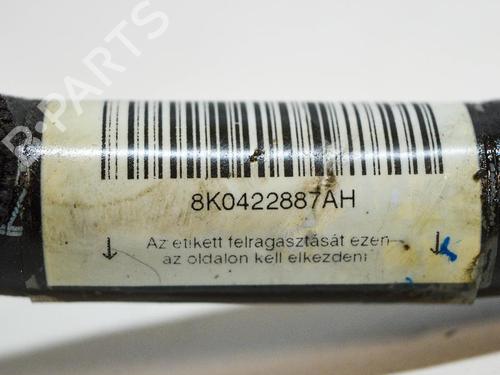 B-PARTS
8K0422887AH
Az etikett felragasztását ezen
az oldalon kell elkezdeni